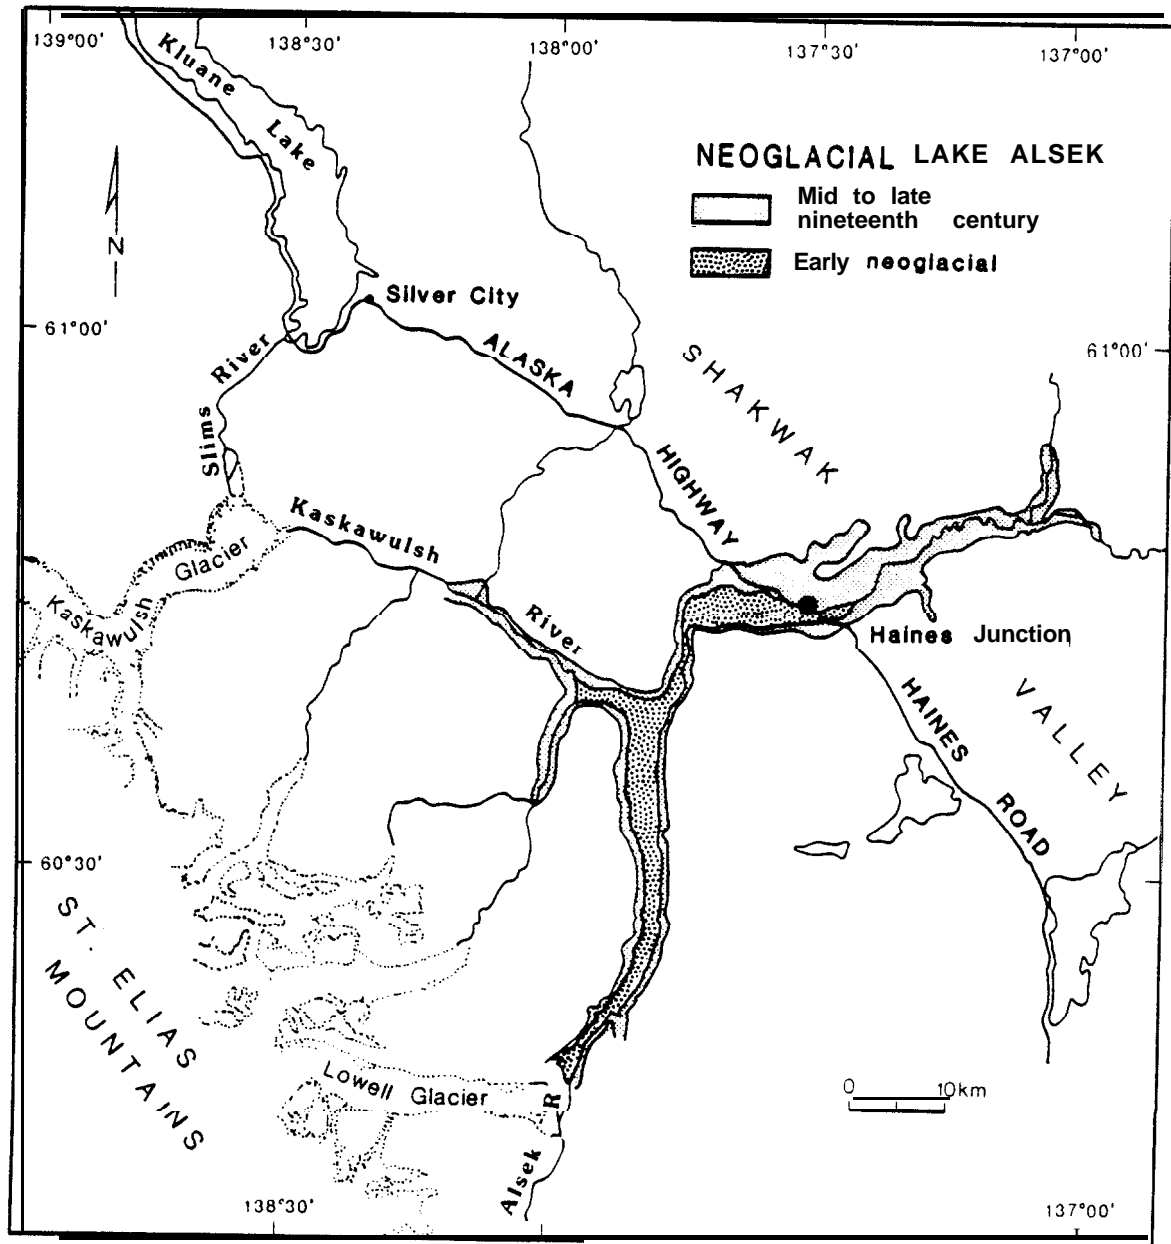 139°00'
138°30'
138°00'
137°30'
137°00'
Kluane
Lake
NEOGLACIAL LAKE ALSEK
Mid to late
nineteenth century
Early neoglacial
N
Silver City
61°00'
61°00'
River
Slims
ALASKA
HIGHWAY
SHAKWAK
VALLEY
Kaskawulsh
River
Glacier
Kaskawulsh
Haines Junction
HAINES
ROAD
60°30'
ST. ELIAS
MOUNTAINS
Lowell Glacier
R
Alsek
0 10km
138°30'
137°00'